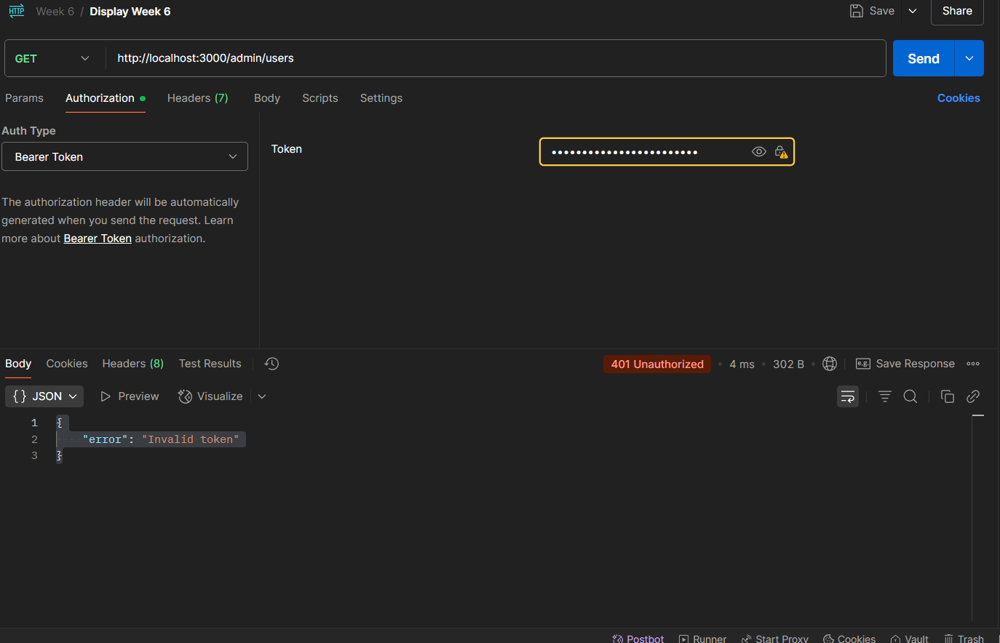 HTTP Week 6 / Display Week 6 Save Share
GET http://localhost:3000/admin/users Send
Params Authorization Headers (7) Body Scripts Settings Cookies
Auth Type
Bearer Token
Token ••••••••••••••••••••••••
The authorization header will be automatically
generated when you send the request. Learn
more about Bearer Token authorization.
Body Cookies Headers (8) Test Results 401 Unauthorized • 4 ms • 302 B • e.g. Save Response
{} JSON Preview Visualize
1 {
2 "error": "Invalid token"
3 }
Postbot Runner Start Proxy Cookies Vault Trash